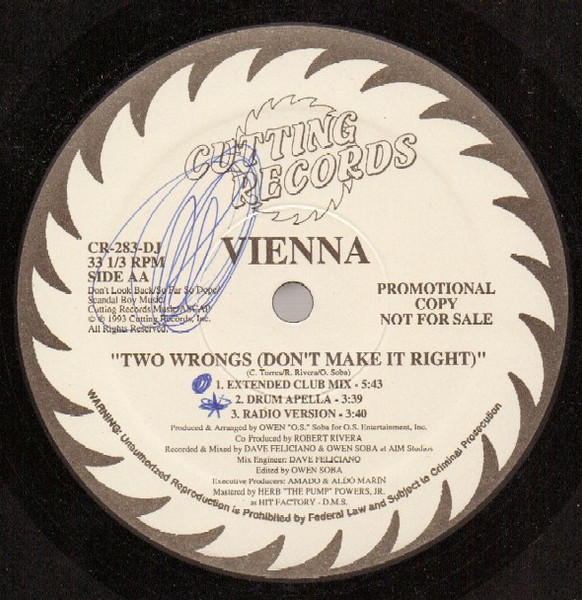 CUTTING
RECORDS
VIENNA
CR-283-DJ
33 1/3 RPM
SIDE AA
Don't Look Back/So Far So Dope/
Scandal Boy Music/
Cutting Records Music/ASCAP
℗ © 1993 Cutting Records, Inc.
All Rights Reserved.
PROMOTIONAL
COPY
NOT FOR SALE
"TWO WRONGS (DON'T MAKE IT RIGHT)"
(C. Torres/R. Rivera/O. Soba)
1. EXTENDED CLUB MIX - 5:43
2. DRUM APELLA - 3:39
3. RADIO VERSION - 3:40
Produced & Arranged by OWEN "O.S." Soba for O.S. Entertainment, Inc.
Co Produced by ROBERT RIVERA
Recorded & Mixed by DAVE FELICIANO & OWEN SOBA at AIM Studios
Mix Engineer: DAVE FELICIANO
Edited by OWEN SOBA
Executive Producers: AMADO & ALDO MARIN
Mastered by HERB "THE PUMP" POWERS, JR.
at HIT FACTORY - D.M.S.
WARNING: Unauthorized Reproduction is Prohibited by Federal Law and Subject to Criminal Prosecution